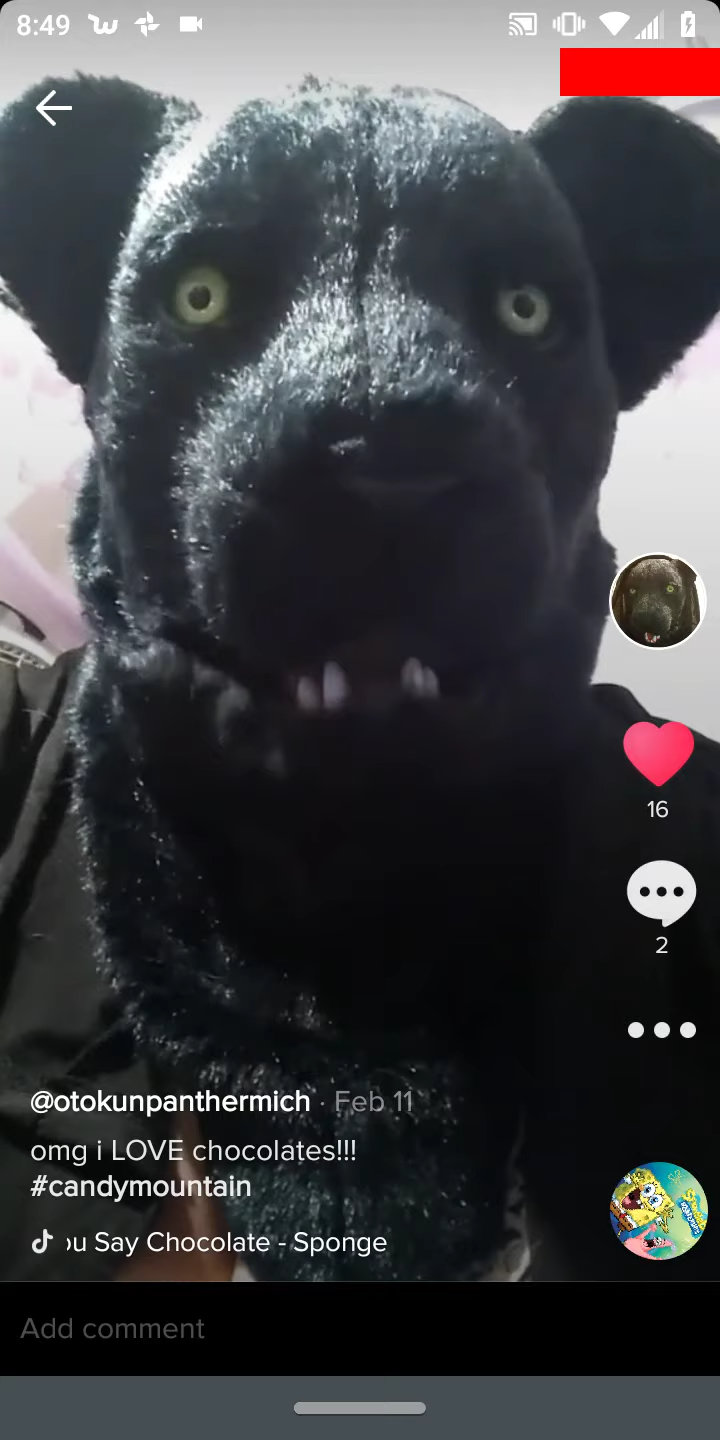 8:49
16
2
@otokunpanthermich · Feb 11
omg i LOVE chocolates!!!
#candymountain
ou Say Chocolate - Sponge
Add comment